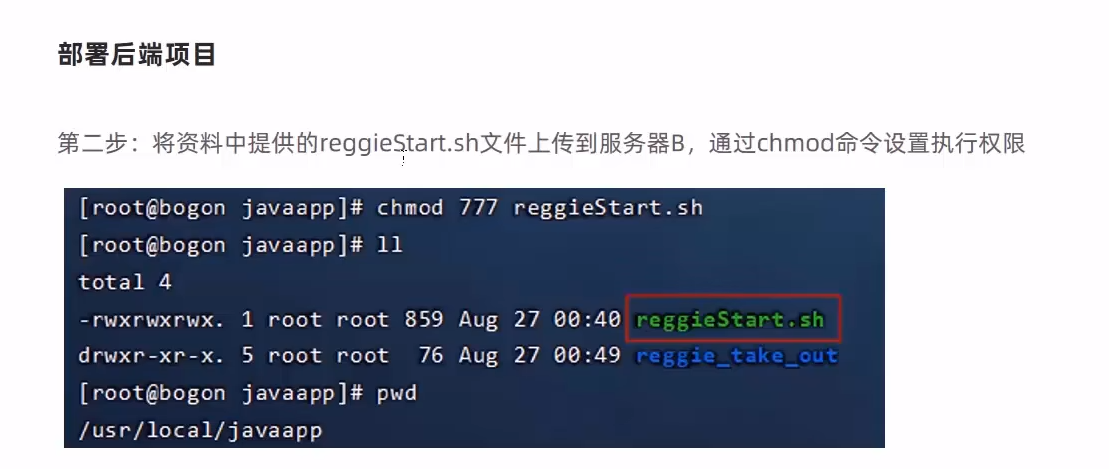 部署后端项目
第二步：将资料中提供的reggieStart.sh文件上传到服务器B，通过chmod命令设置执行权限
[root@bogon javaapp]# chmod 777 reggieStart.sh
[root@bogon javaapp]# ll
total 4
-rwxrwxrwx. 1 root root 859 Aug 27 00:40 reggieStart.sh
drwxr-xr-x. 5 root root  76 Aug 27 00:49 reggie_take_out
[root@bogon javaapp]# pwd
/usr/local/javaapp